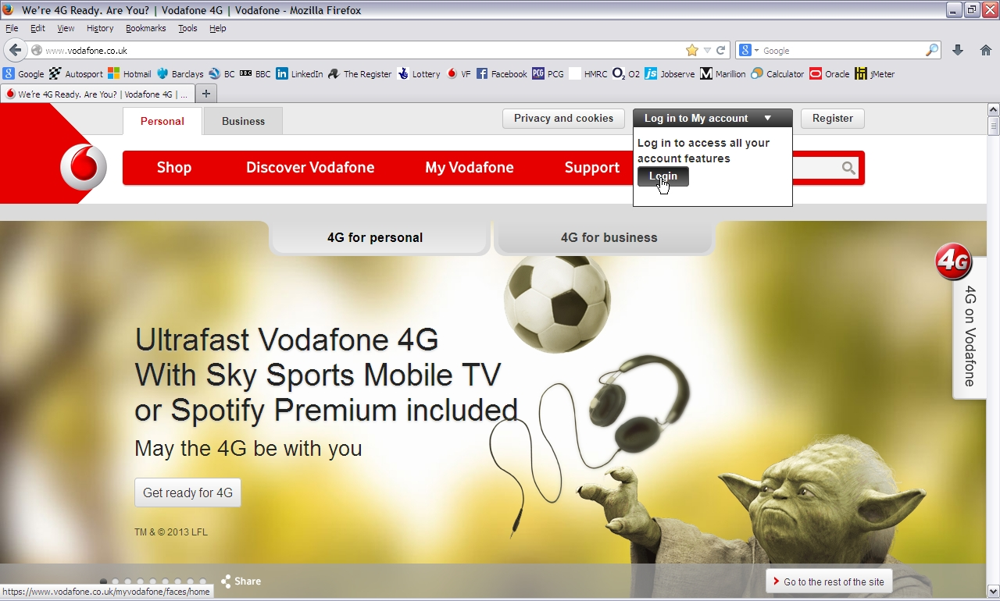 We're 4G Ready. Are You? | Vodafone 4G | Vodafone - Mozilla Firefox
File Edit View History Bookmarks Tools Help
www.vodafone.co.uk
Google
Google Autosport Hotmail Barclays BC BBC BBC LinkedIn The Register Lottery VF Facebook PCG PCG HMRC O2 O2 Jobserve Marillion Calculator Oracle jMeter
We're 4G Ready. Are You? | Vodafone 4G | ...
Personal
Business
Privacy and cookies
Log in to My account
Register
Log in to access all your
account features
Login
Shop
Discover Vodafone
My Vodafone
Support
4G for personal
4G for business
4G
4G on Vodafone
Ultrafast Vodafone 4G
With Sky Sports Mobile TV
or Spotify Premium included
May the 4G be with you
Get ready for 4G
TM & © 2013 LFL
Share
Go to the rest of the site
https://www.vodafone.co.uk/myvodafone/faces/home